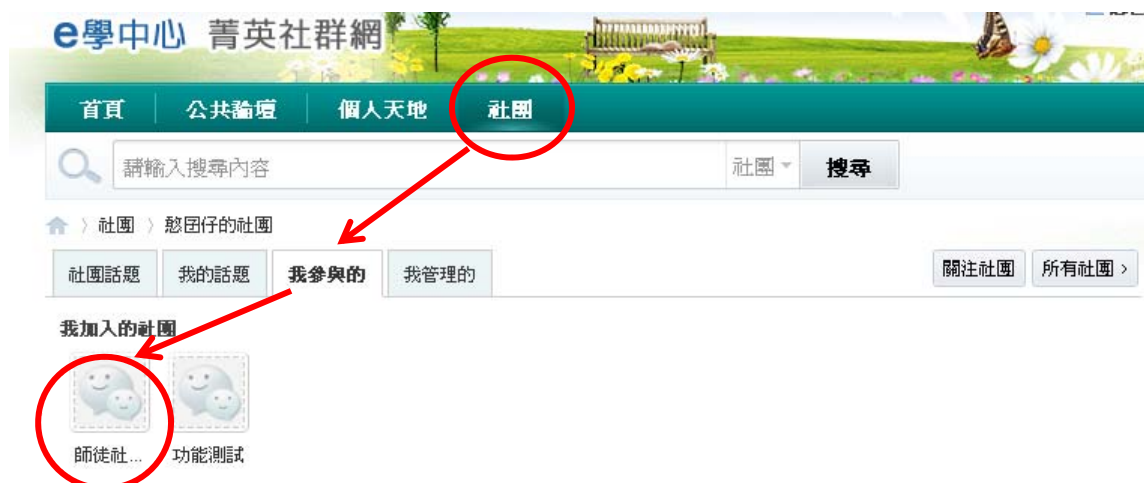 e學中心 菁英社群網
首頁 公共論壇 個人天地 社團
請輸入搜尋內容 社團 搜尋
〉社團 〉憨囝仔的社團
社團話題 我的話題 我參與的 我管理的 關注社團 所有社團 ›
我加入的社團
師徒社... 功能測試